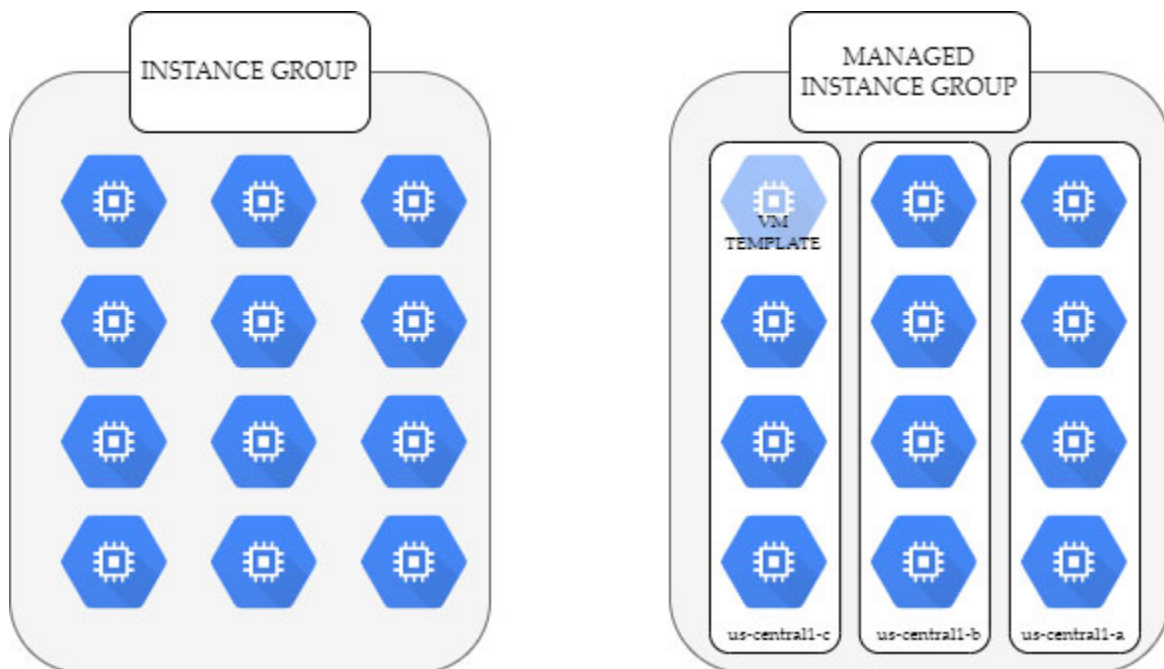 INSTANCE GROUP
MANAGED
INSTANCE GROUP
VM
TEMPLATE
us-central1-c
us-central1-b
us-central1-a